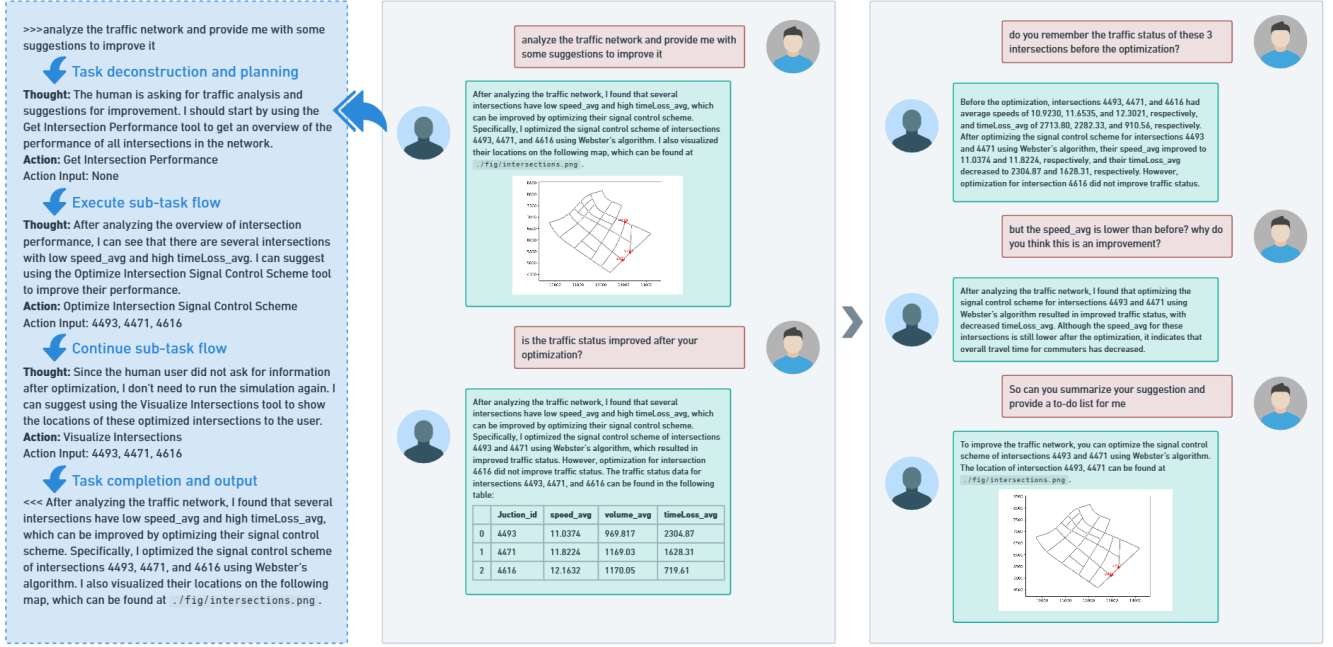 >>>analyze the traffic network and provide me with some
suggestions to improve it
Task deconstruction and planning
Thought: The human is asking for traffic analysis and
suggestions for improvement. I should start by using the
Get Intersection Performance tool to get an overview of the
performance of all intersections in the network.
Action: Get Intersection Performance
Action Input: None
Execute sub-task flow
Thought: After analyzing the overview of intersection
performance, I can see that there are several intersections
with low speed_avg and high timeLoss_avg. I can suggest
using the Optimize Intersection Signal Control Scheme tool
to improve their performance.
Action: Optimize Intersection Signal Control Scheme
Action Input: 4493, 4471, 4616
Continue sub-task flow
Thought: Since the human user did not ask for information
after optimization, I don't need to run the simulation again. I
can suggest using the Visualize Intersections tool to show
the locations of these optimized intersections to the user.
Action: Visualize Intersections
Action Input: 4493, 4471, 4616
Task completion and output
<<< After analyzing the traffic network, I found that several
intersections have low speed_avg and high timeLoss_avg,
which can be improved by optimizing their signal control
scheme. Specifically, I optimized the signal control scheme
of intersections 4493, 4471, and 4616 using Webster's
algorithm. I also visualized their locations on the following
map, which can be found at ./fig/intersections.png.
analyze the traffic network and provide me with
some suggestions to improve it
After analyzing the traffic network, I found that several
intersections have low speed_avg and high timeLoss_avg, which
can be improved by optimizing their signal control scheme.
Specifically, I optimized the signal control scheme of intersections
4493, 4471, and 4616 using Webster's algorithm. I also visualized
their locations on the following map, which can be found at
./fig/intersections.png.
is the traffic status improved after your
optimization?
After analyzing the traffic network, I found that several
intersections have low speed_avg and high timeLoss_avg, which
can be improved by optimizing their signal control scheme.
Specifically, I optimized the signal control scheme of intersections
4493 and 4471 using Webster's algorithm, which resulted in
improved traffic status. However, optimization for intersection
4616 did not improve traffic status. The traffic status data for
intersections 4493, 4471, and 4616 can be found in the following
table:
Juction_id speed_avg volume_avg timeLoss_avg
0 4493 11.0374 969.817 2304.87
1 4471 11.8224 1169.03 1628.31
2 4616 12.1632 1170.05 719.61
do you remember the traffic status of these 3
intersections before the optimization?
Before the optimization, intersections 4493, 4471, and 4616 had
average speeds of 10.9230, 11.6535, and 12.3021, respectively,
and timeLoss_avg of 2713.80, 2282.33, and 910.56, respectively.
After optimizing the signal control scheme for intersections 4493
and 4471 using Webster's algorithm, their speed_avg improved to
11.0374 and 11.8224, respectively, and their timeLoss_avg
decreased to 2304.87 and 1628.31, respectively. However,
optimization for intersection 4616 did not improve traffic status.
but the speed_avg is lower than before? why do
you think this is an improvement?
After analyzing the traffic network, I found that optimizing the
signal control scheme for intersections 4493 and 4471 using
Webster's algorithm resulted in improved traffic status, with
decreased timeLoss_avg. Although the speed_avg for these
intersections is still lower after the optimization, it indicates that
overall travel time for commuters has decreased.
So can you summarize your suggestion and
provide a to-do list for me
To improve the traffic network, you can optimize the signal control
scheme of intersections 4493 and 4471 using Webster's algorithm.
The location of intersection 4493, 4471 can be found at
./fig/intersections.png.